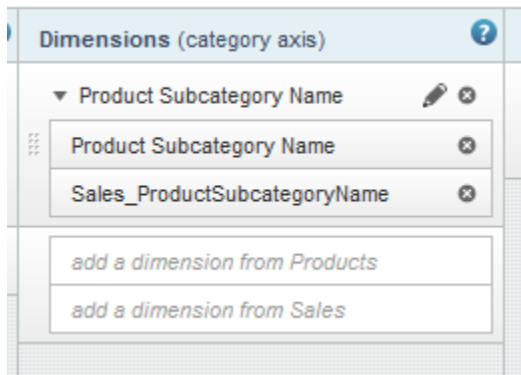 Dimensions (category axis) ?
Product Subcategory Name
Product Subcategory Name
Sales_ProductSubcategoryName
add a dimension from Products
add a dimension from Sales